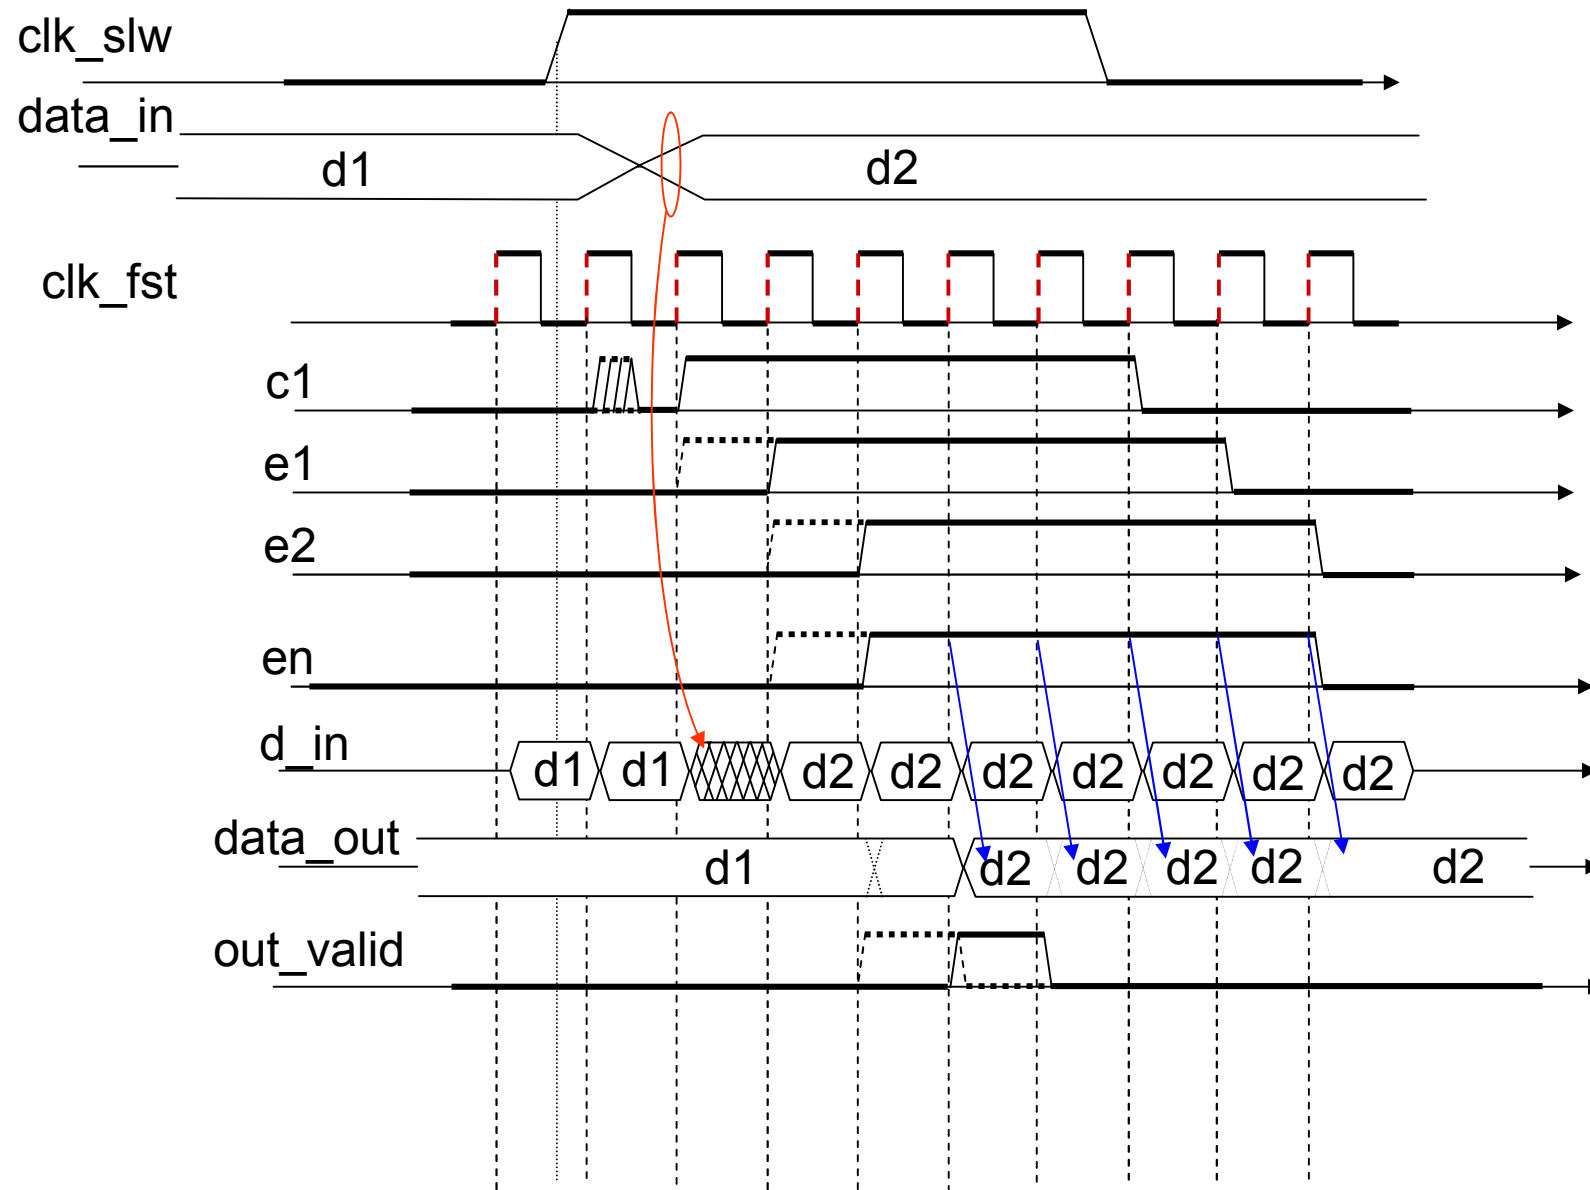 clk_slw
data_in
d1 d2
clk_fst
c1
e1
e2
en
d_in
d1 d1 d2 d2 d2 d2 d2 d2 d2
data_out
d1 d2 d2 d2 d2 d2
out_valid